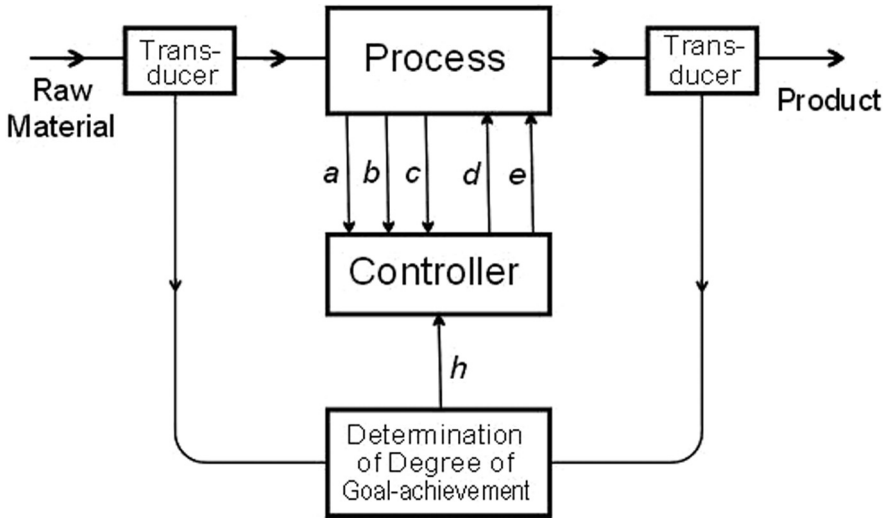 Trans-
ducer
Process
Trans-
ducer
Raw
Material
Product
a
b
c
d
e
Controller
h
Determination
of Degree of
Goal-achievement